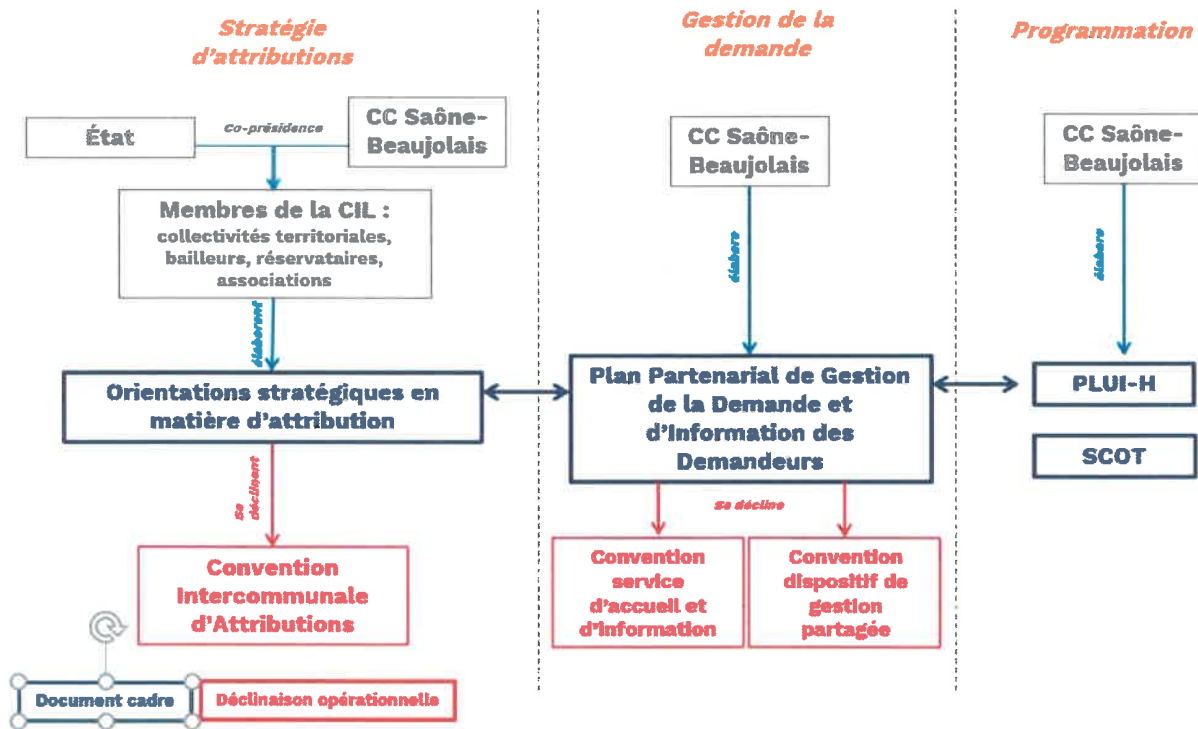 Stratégie
d'attributions
Gestion de la
demande
Programmation
État
Co-présidence
CC Saône-
Beaujolais
CC Saône-
Beaujolais
CC Saône-
Beaujolais
Membres de la CIL :
collectivités territoriales,
bailleurs, réservataires,
associations
élaborent
élabore
élabore
Orientations stratégiques en
matière d'attribution
Plan Partenarial de Gestion
de la Demande et
d'Information des
Demandeurs
PLUI-H
SCOT
Se
déclinent
Se décline
Convention
Intercommunale
d'Attributions
Convention
service
d'accueil et
d'information
Convention
dispositif de
gestion
partagée
Document cadre
Déclinaison opérationnelle